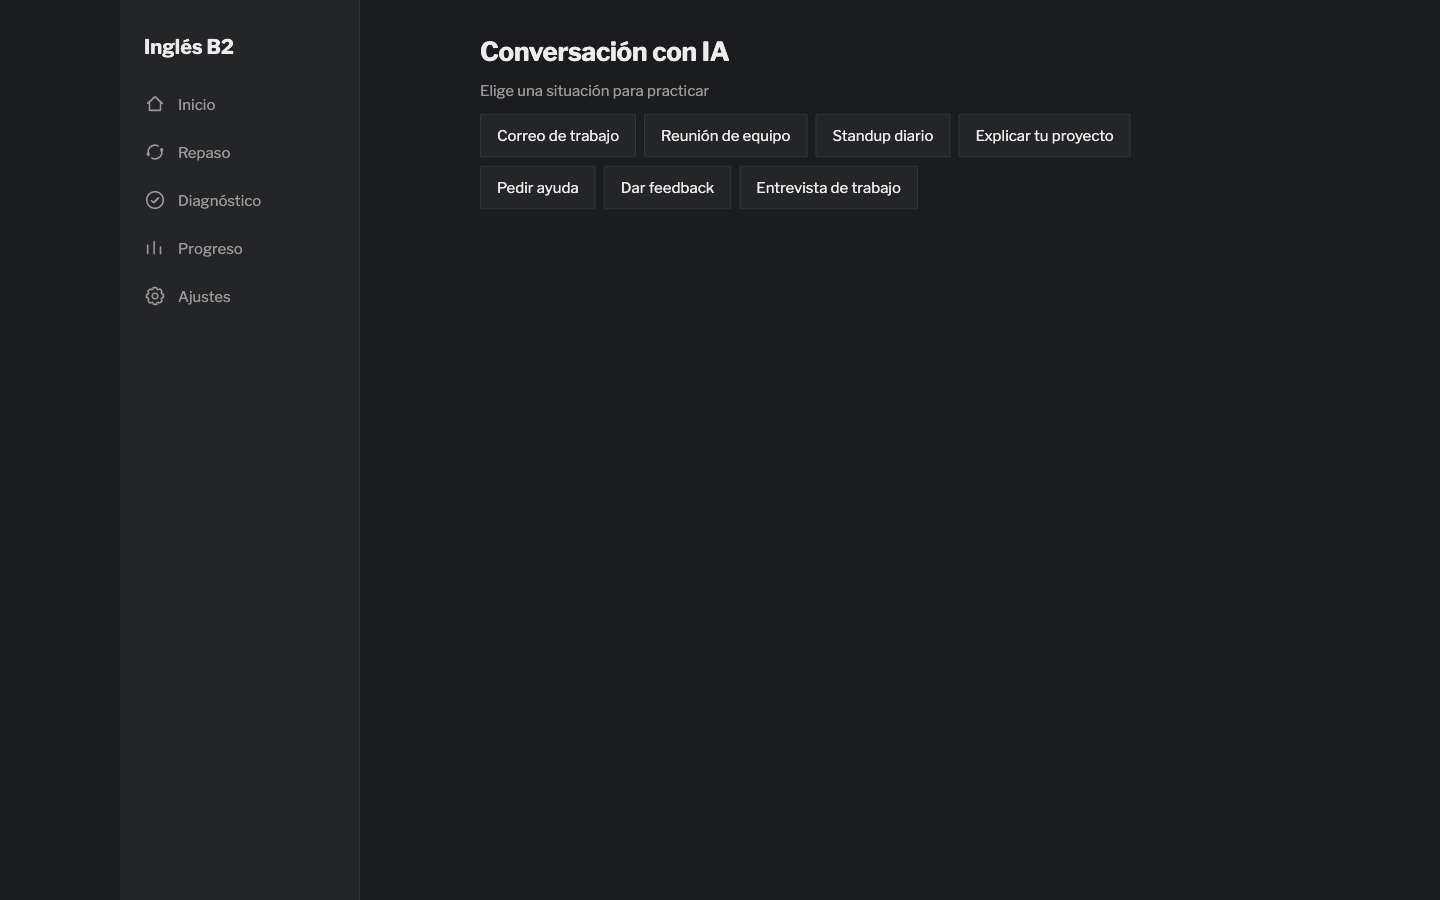 Inglés B2
Inicio
Repaso
Diagnóstico
Progreso
Ajustes
Conversación con IA
Elige una situación para practicar
Correo de trabajo
Reunión de equipo
Standup diario
Explicar tu proyecto
Pedir ayuda
Dar feedback
Entrevista de trabajo